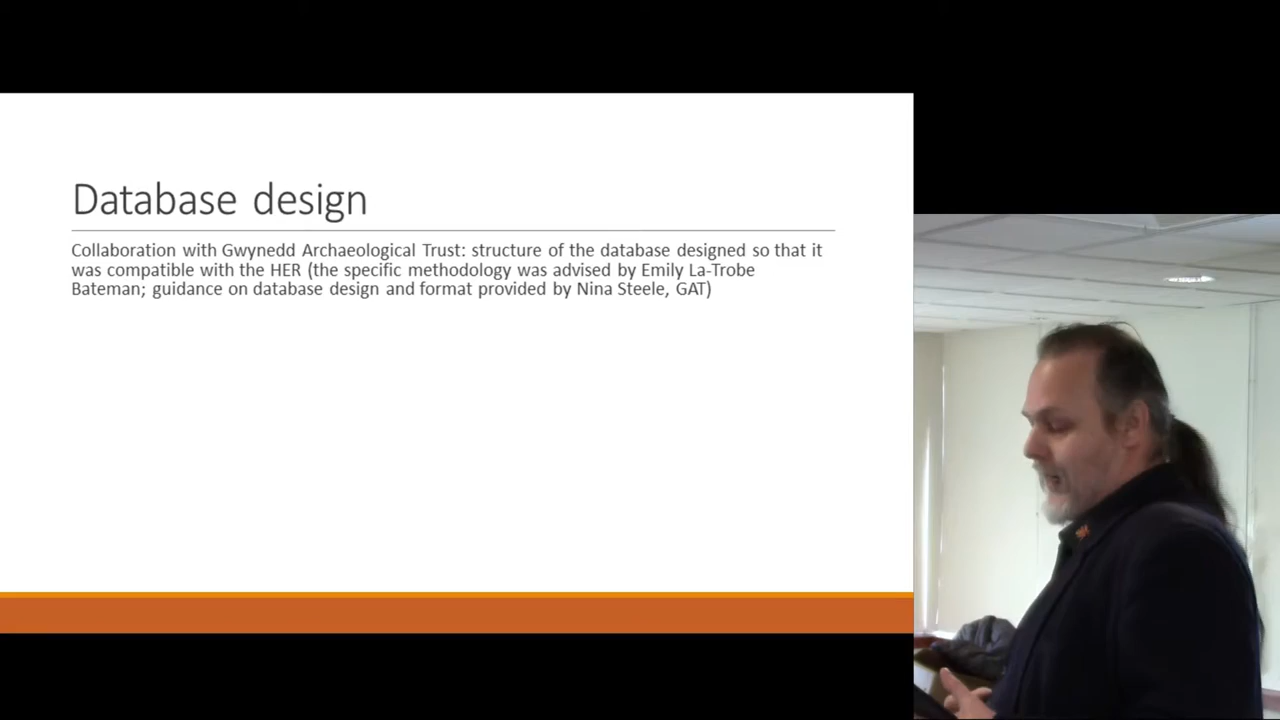 Database design
Collaboration with Gwynedd Archaeological Trust: structure of the database designed so that it
was compatible with the HER (the specific methodology was advised by Emily La-Trobe
Bateman; guidance on database design and format provided by Nina Steele, GAT)